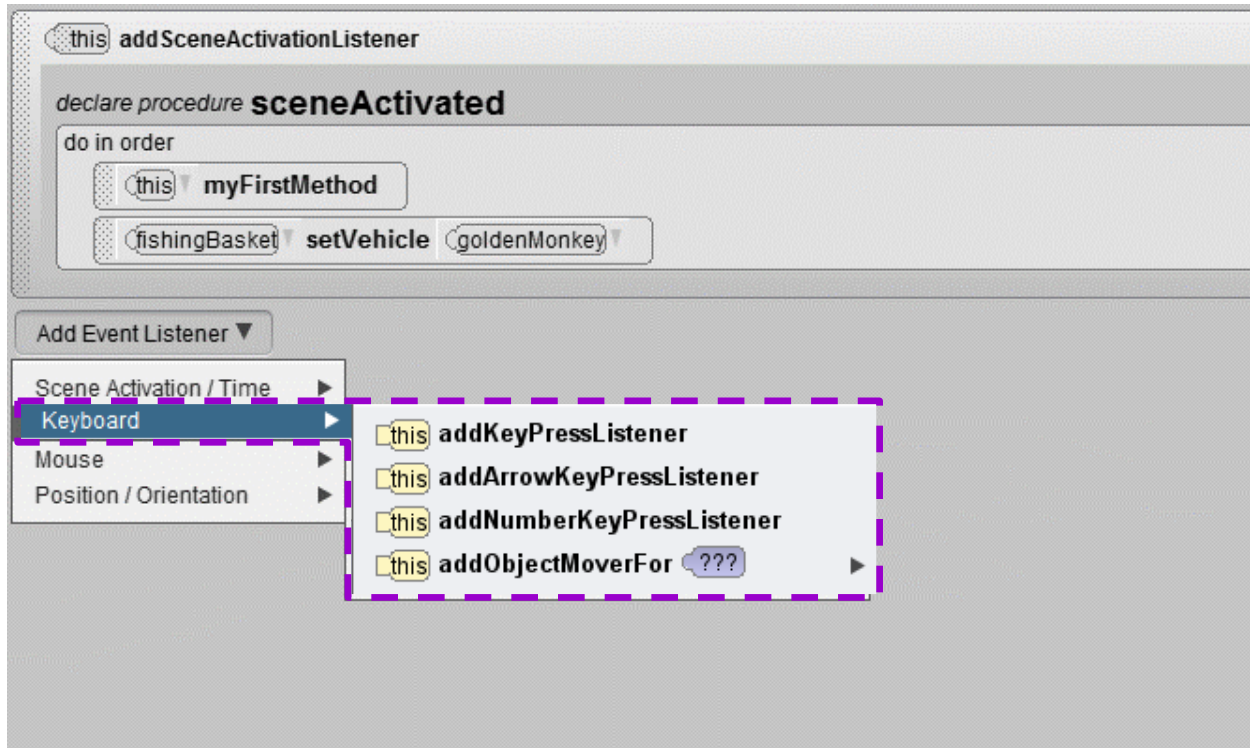 this addSceneActivationListener
declare procedure sceneActivated
do in order
this myFirstMethod
fishingBasket setVehicle goldenMonkey
Add Event Listener
Scene Activation / Time
Keyboard
Mouse
Position / Orientation
this addKeyPressListener
this addArrowKeyPressListener
this addNumberKeyPressListener
this addObjectMoverFor ???